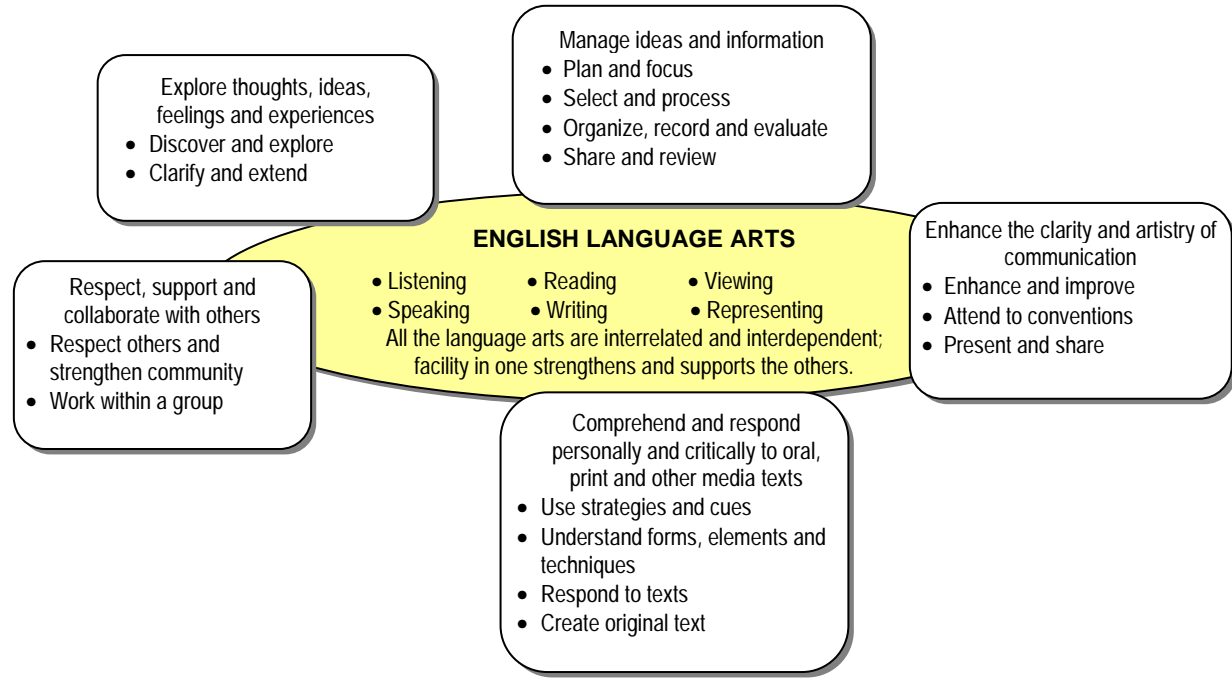 Explore thoughts, ideas,
feelings and experiences
• Discover and explore
• Clarify and extend
Manage ideas and information
• Plan and focus
• Select and process
• Organize, record and evaluate
• Share and review
ENGLISH LANGUAGE ARTS
• Listening • Reading • Viewing
• Speaking • Writing • Representing
All the language arts are interrelated and interdependent;
facility in one strengthens and supports the others.
Enhance the clarity and artistry of
communication
• Enhance and improve
• Attend to conventions
• Present and share
Respect, support and
collaborate with others
• Respect others and
strengthen community
• Work within a group
Comprehend and respond
personally and critically to oral,
print and other media texts
• Use strategies and cues
• Understand forms, elements and
techniques
• Respond to texts
• Create original text